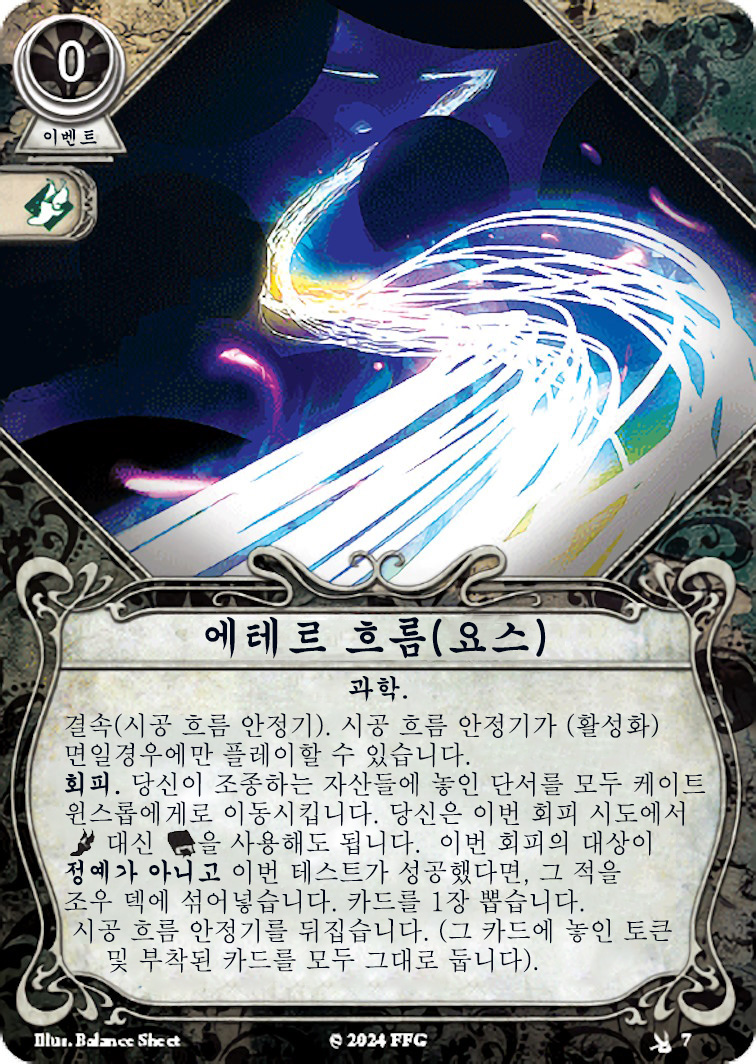 0
이벤트
에테르 흐름(요스)
과학.
결속(시공 흐름 안정기). 시공 흐름 안정기가 (활성화)
면일경우에만 플레이할 수 있습니다.
회피. 당신이 조종하는 자산들에 놓인 단서를 모두 케이트
윈스롭에게로 이동시킵니다. 당신은 이번 회피 시도에서
대신 을 사용해도 됩니다. 이번 회피의 대상이
정예가 아니고 이번 테스트가 성공했다면, 그 적을
조우 덱에 섞어넣습니다. 카드를 1장 뽑습니다.
시공 흐름 안정기를 뒤집습니다. (그 카드에 놓인 토큰
및 부착된 카드를 모두 그대로 둡니다).
Illus. Balance Sheet
© 2024 FFG
7